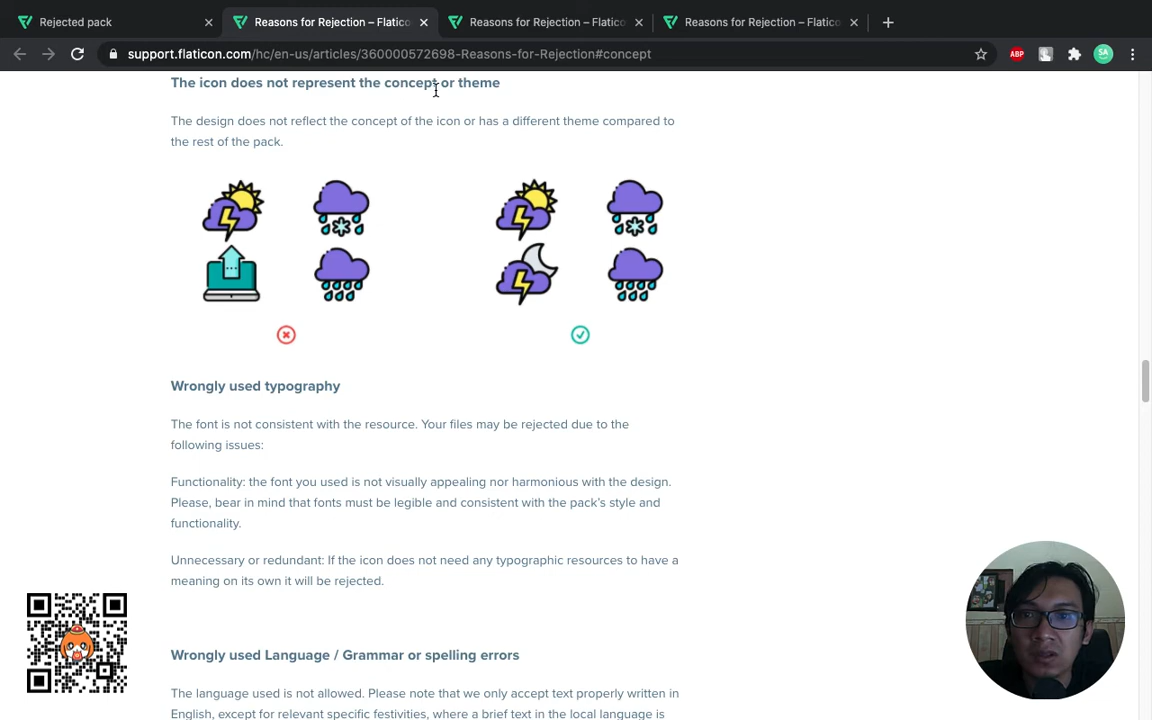 Rejected pack
Reasons for Rejection – Flatico
Reasons for Rejection – Flatico
Reasons for Rejection – Flatico
support.flaticon.com/hc/en-us/articles/360000572698-Reasons-for-Rejection#concept
ABP
SA
The icon does not represent the concept or theme
The design does not reflect the concept of the icon or has a different theme compared to
the rest of the pack.
Wrongly used typography
The font is not consistent with the resource. Your files may be rejected due to the
following issues:
Functionality: the font you used is not visually appealing nor harmonious with the design.
Please, bear in mind that fonts must be legible and consistent with the pack's style and
functionality.
Unnecessary or redundant: If the icon does not need any typographic resources to have a
meaning on its own it will be rejected.
Wrongly used Language / Grammar or spelling errors
The language used is not allowed. Please note that we only accept text properly written in
English, except for relevant specific festivities, where a brief text in the local language is